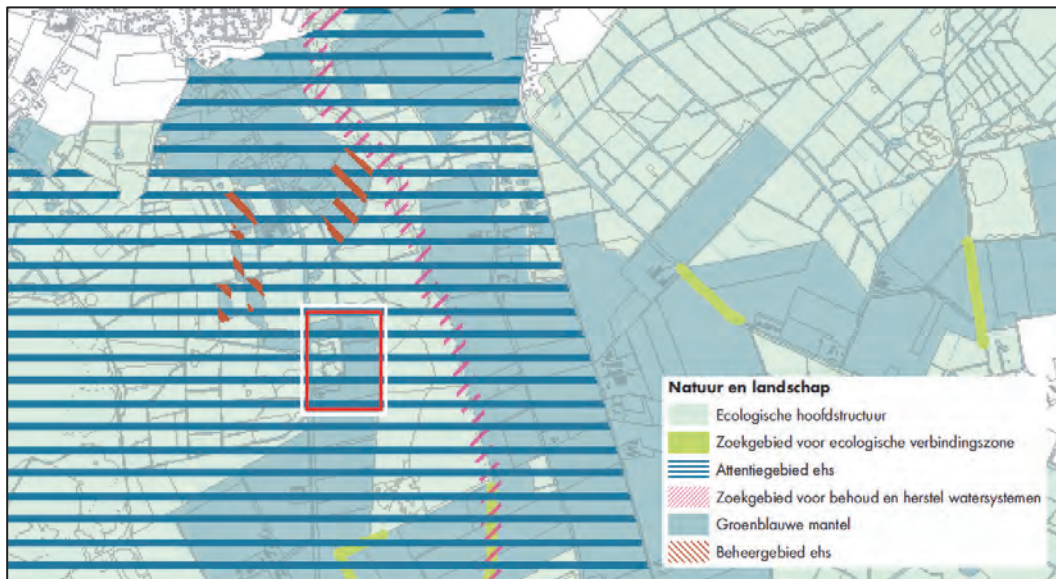 Natuur en landschap
Ecologische hoofdstructuur
Zoekgebied voor ecologische verbindingszone
Attentiegebied ehs
Zoekgebied voor behoud en herstel watersystemen
Groenblauwe mantel
Beheergebied ehs